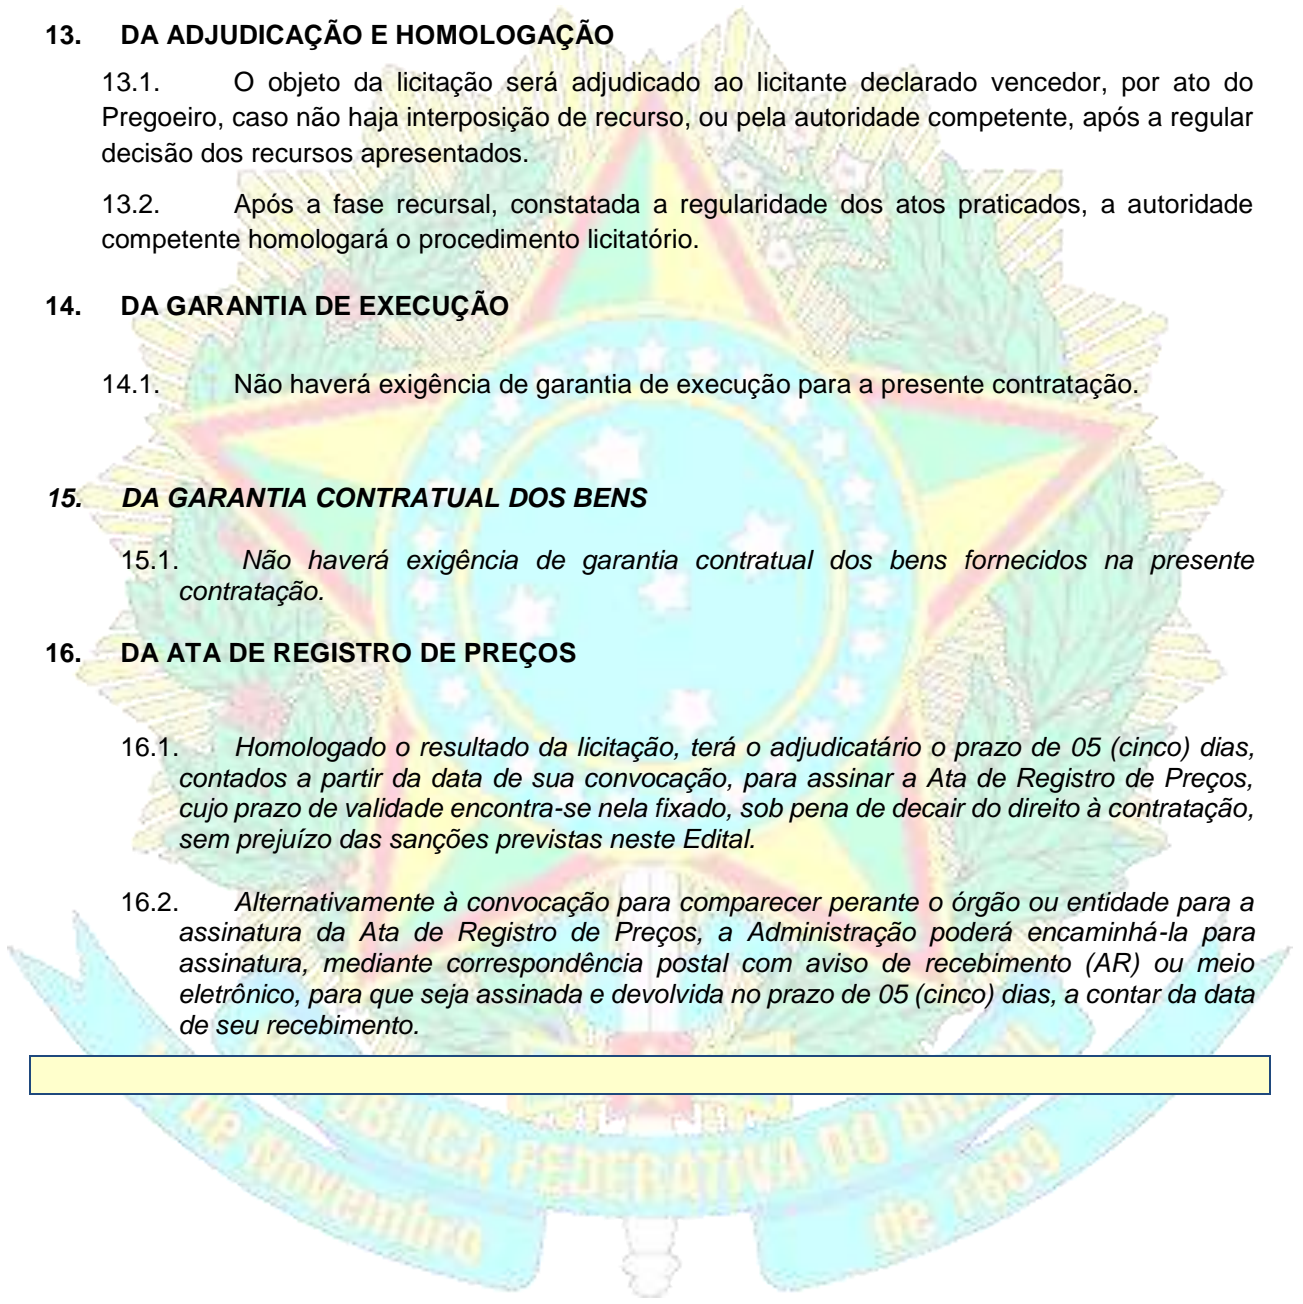 13. DA ADJUDICAÇÃO E HOMOLOGAÇÃO
13.1. O objeto da licitação será adjudicado ao licitante declarado vencedor, por ato do
Pregoeiro, caso não haja interposição de recurso, ou pela autoridade competente, após a regular
decisão dos recursos apresentados.
13.2. Após a fase recursal, constatada a regularidade dos atos praticados, a autoridade
competente homologará o procedimento licitatório.
14. DA GARANTIA DE EXECUÇÃO
14.1. Não haverá exigência de garantia de execução para a presente contratação.
15. DA GARANTIA CONTRATUAL DOS BENS
15.1. Não haverá exigência de garantia contratual dos bens fornecidos na presente
contratação.
16. DA ATA DE REGISTRO DE PREÇOS
16.1. Homologado o resultado da licitação, terá o adjudicatário o prazo de 05 (cinco) dias,
contados a partir da data de sua convocação, para assinar a Ata de Registro de Preços,
cujo prazo de validade encontra-se nela fixado, sob pena de decair do direito à contratação,
sem prejuízo das sanções previstas neste Edital.
16.2. Alternativamente à convocação para comparecer perante o órgão ou entidade para a
assinatura da Ata de Registro de Preços, a Administração poderá encaminhá-la para
assinatura, mediante correspondência postal com aviso de recebimento (AR) ou meio
eletrônico, para que seja assinada e devolvida no prazo de 05 (cinco) dias, a contar da data
de seu recebimento.
FEDERATIVA DO BRASIL
de Novembro
de 1889